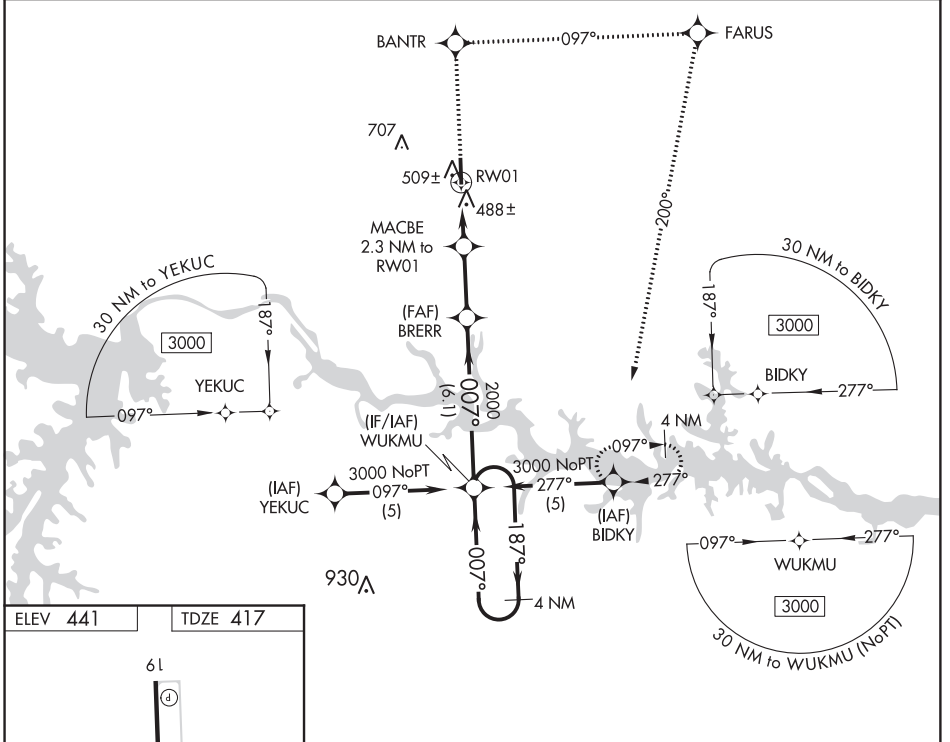 BANTR
097°
FARUS
707
509±
RW01
488±
200°
MACBE
2.3 NM to
RW01
30 NM to YEKUC
187°
3000
YEKUC
097°
30 NM to BIDKY
187°
3000
BIDKY
277°
(FAF)
BRERR
2000
007°
(6.1)
(IF/IAF)
WUKMU
4 NM
097°
277°
3000 NoPT
097°
(5)
(IAF)
YEKUC
3000 NoPT
277°
(5)
(IAF)
BIDKY
007°
187°
4 NM
930
097°
277°
WUKMU
3000
30 NM to WUKMU (NoPT)
ELEV 441
TDZE 417
19
P